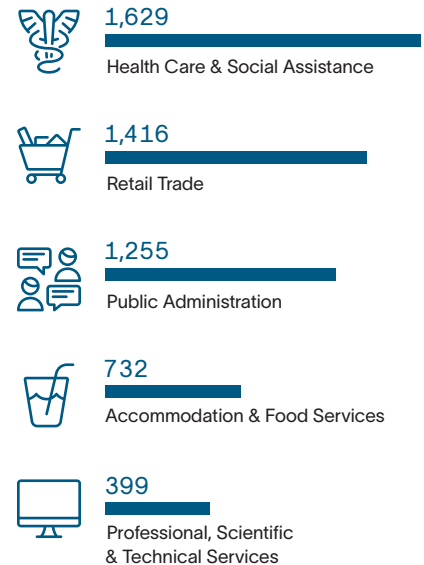 1,629
Health Care & Social Assistance
1,416
Retail Trade
1,255
Public Administration
732
Accommodation & Food Services
399
Professional, Scientific
& Technical Services